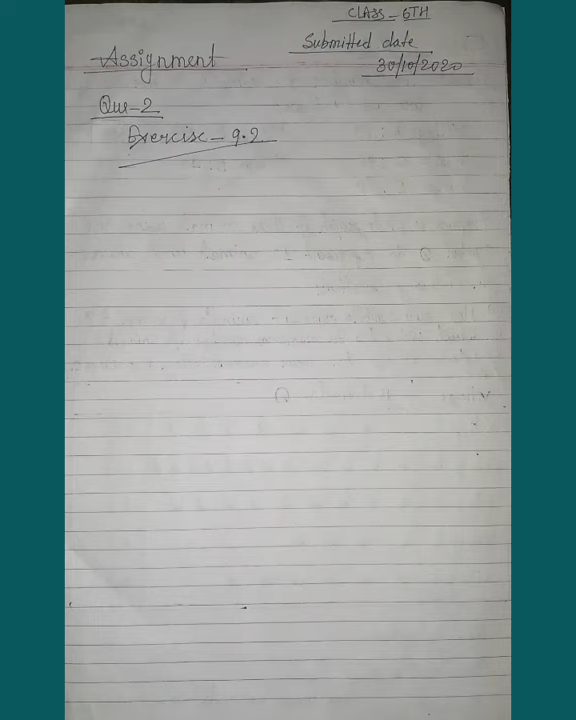 CLASS - 6TH
Submitted date
Assignment
30/10/2020
Que-2
Exercise - 9.2